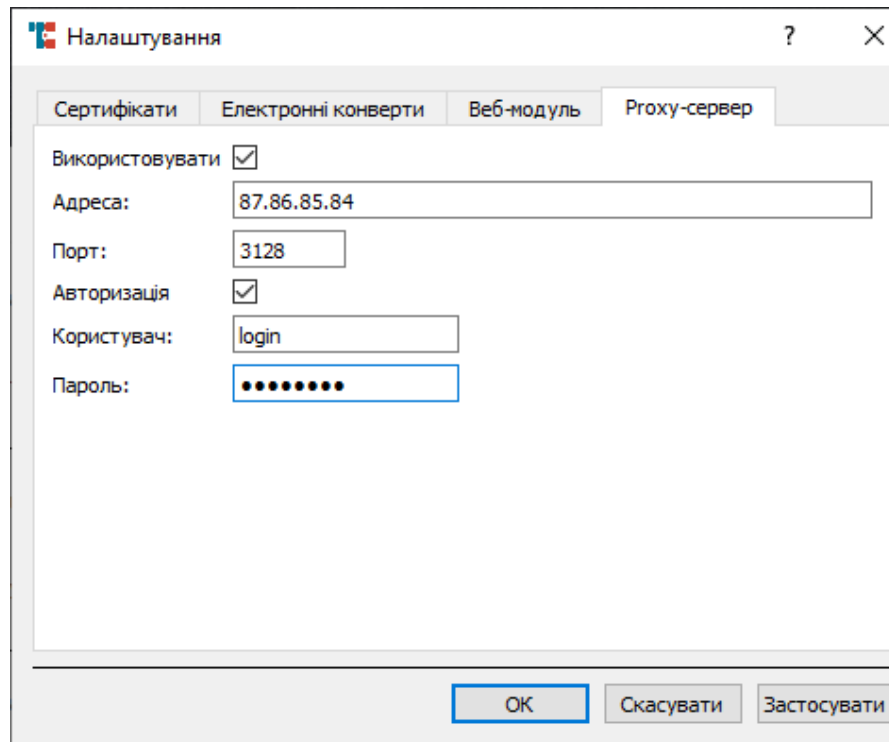 Налаштування ?
Сертифікати Електронні конверти Веб-модуль Proxy-сервер
Використовувати
Адреса: 87.86.85.84
Порт: 3128
Авторизація
Користувач: login
Пароль: ●●●●●●●●
ОК Скасувати Застосувати